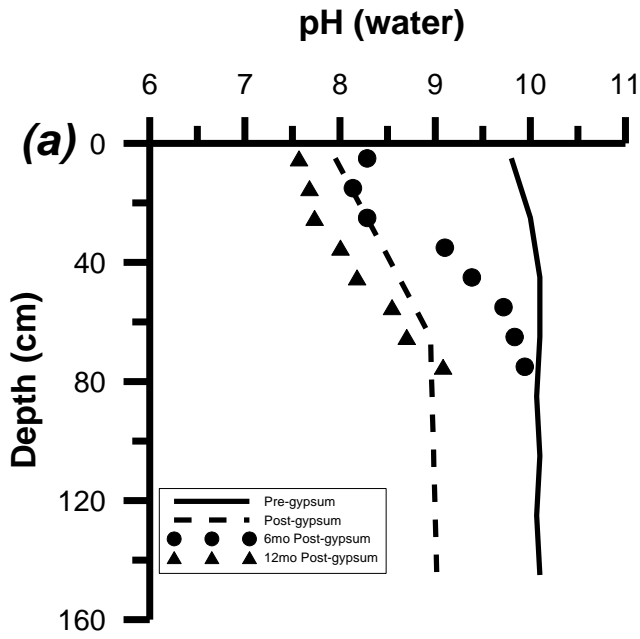 pH (water)
6 7 8 9 10 11
(a)
0
40
80
120
160
Depth (cm)
Pre-gypsum
Post-gypsum
6mo Post-gypsum
12mo Post-gypsum